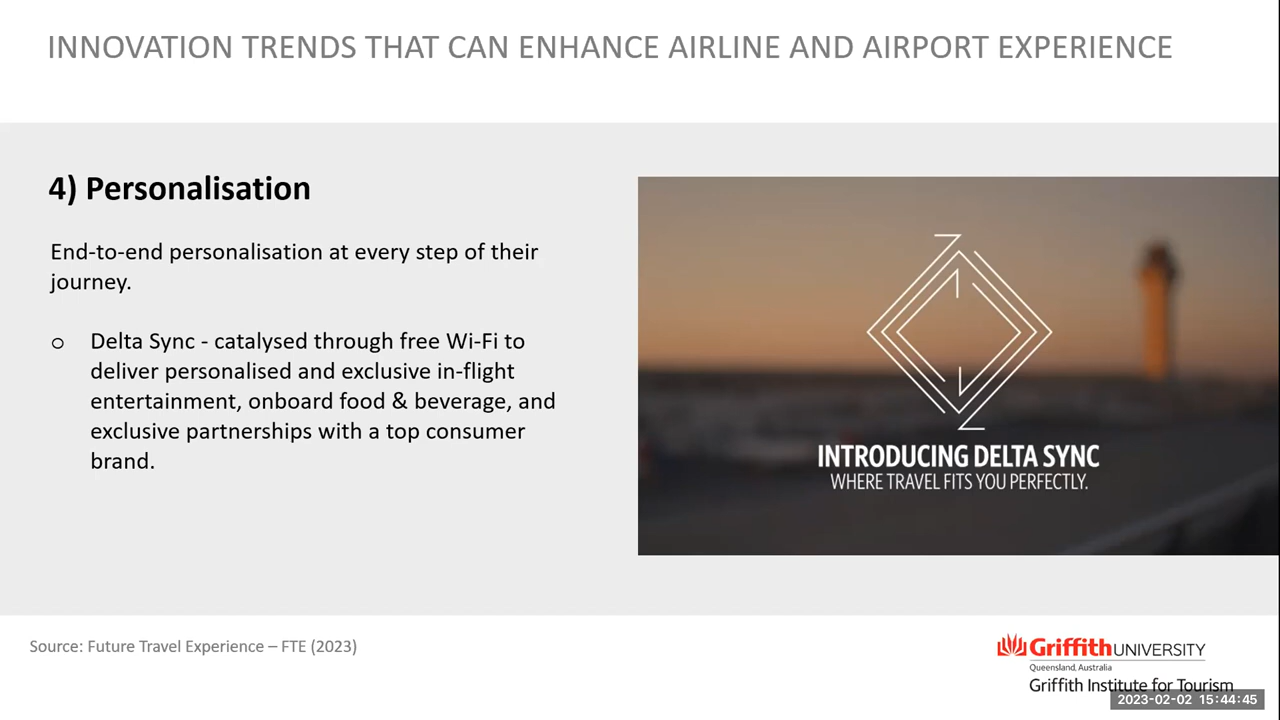 INNOVATION TRENDS THAT CAN ENHANCE AIRLINE AND AIRPORT EXPERIENCE
4) Personalisation
End-to-end personalisation at every step of their
journey.
o Delta Sync - catalysed through free Wi-Fi to
deliver personalised and exclusive in-flight
entertainment, onboard food & beverage, and
exclusive partnerships with a top consumer
brand.
INTRODUCING DELTA SYNC
WHERE TRAVEL FITS YOU PERFECTLY.
Source: Future Travel Experience – FTE (2023)
Griffith UNIVERSITY
Queensland, Australia
Griffith Institute for Tourism
2023-02-02 15:44:45